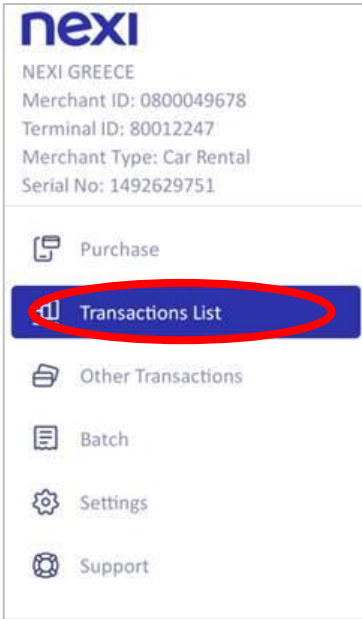 nexi
NEXI GREECE
Merchant ID: 0800049678
Terminal ID: 80012247
Merchant Type: Car Rental
Serial No: 1492629751
Purchase
Transactions List
Other Transactions
Batch
Settings
Support